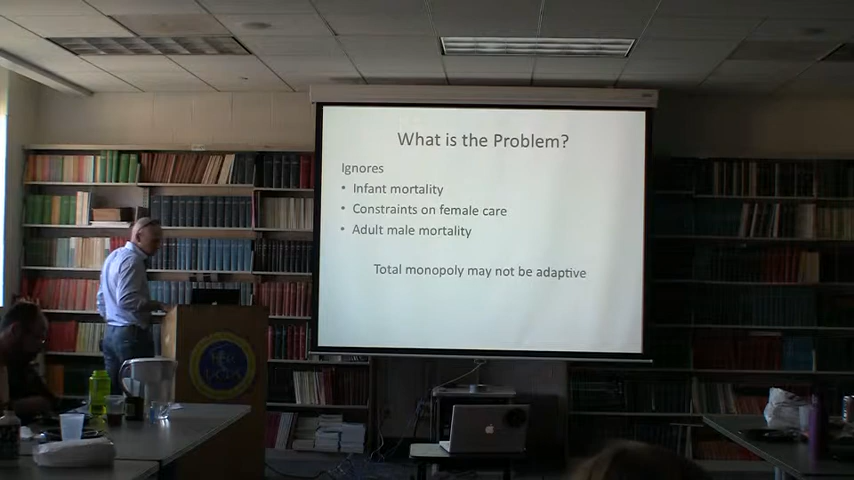 What is the Problem?
Ignores
• Infant mortality
• Constraints on female care
• Adult male mortality
Total monopoly may not be adaptive